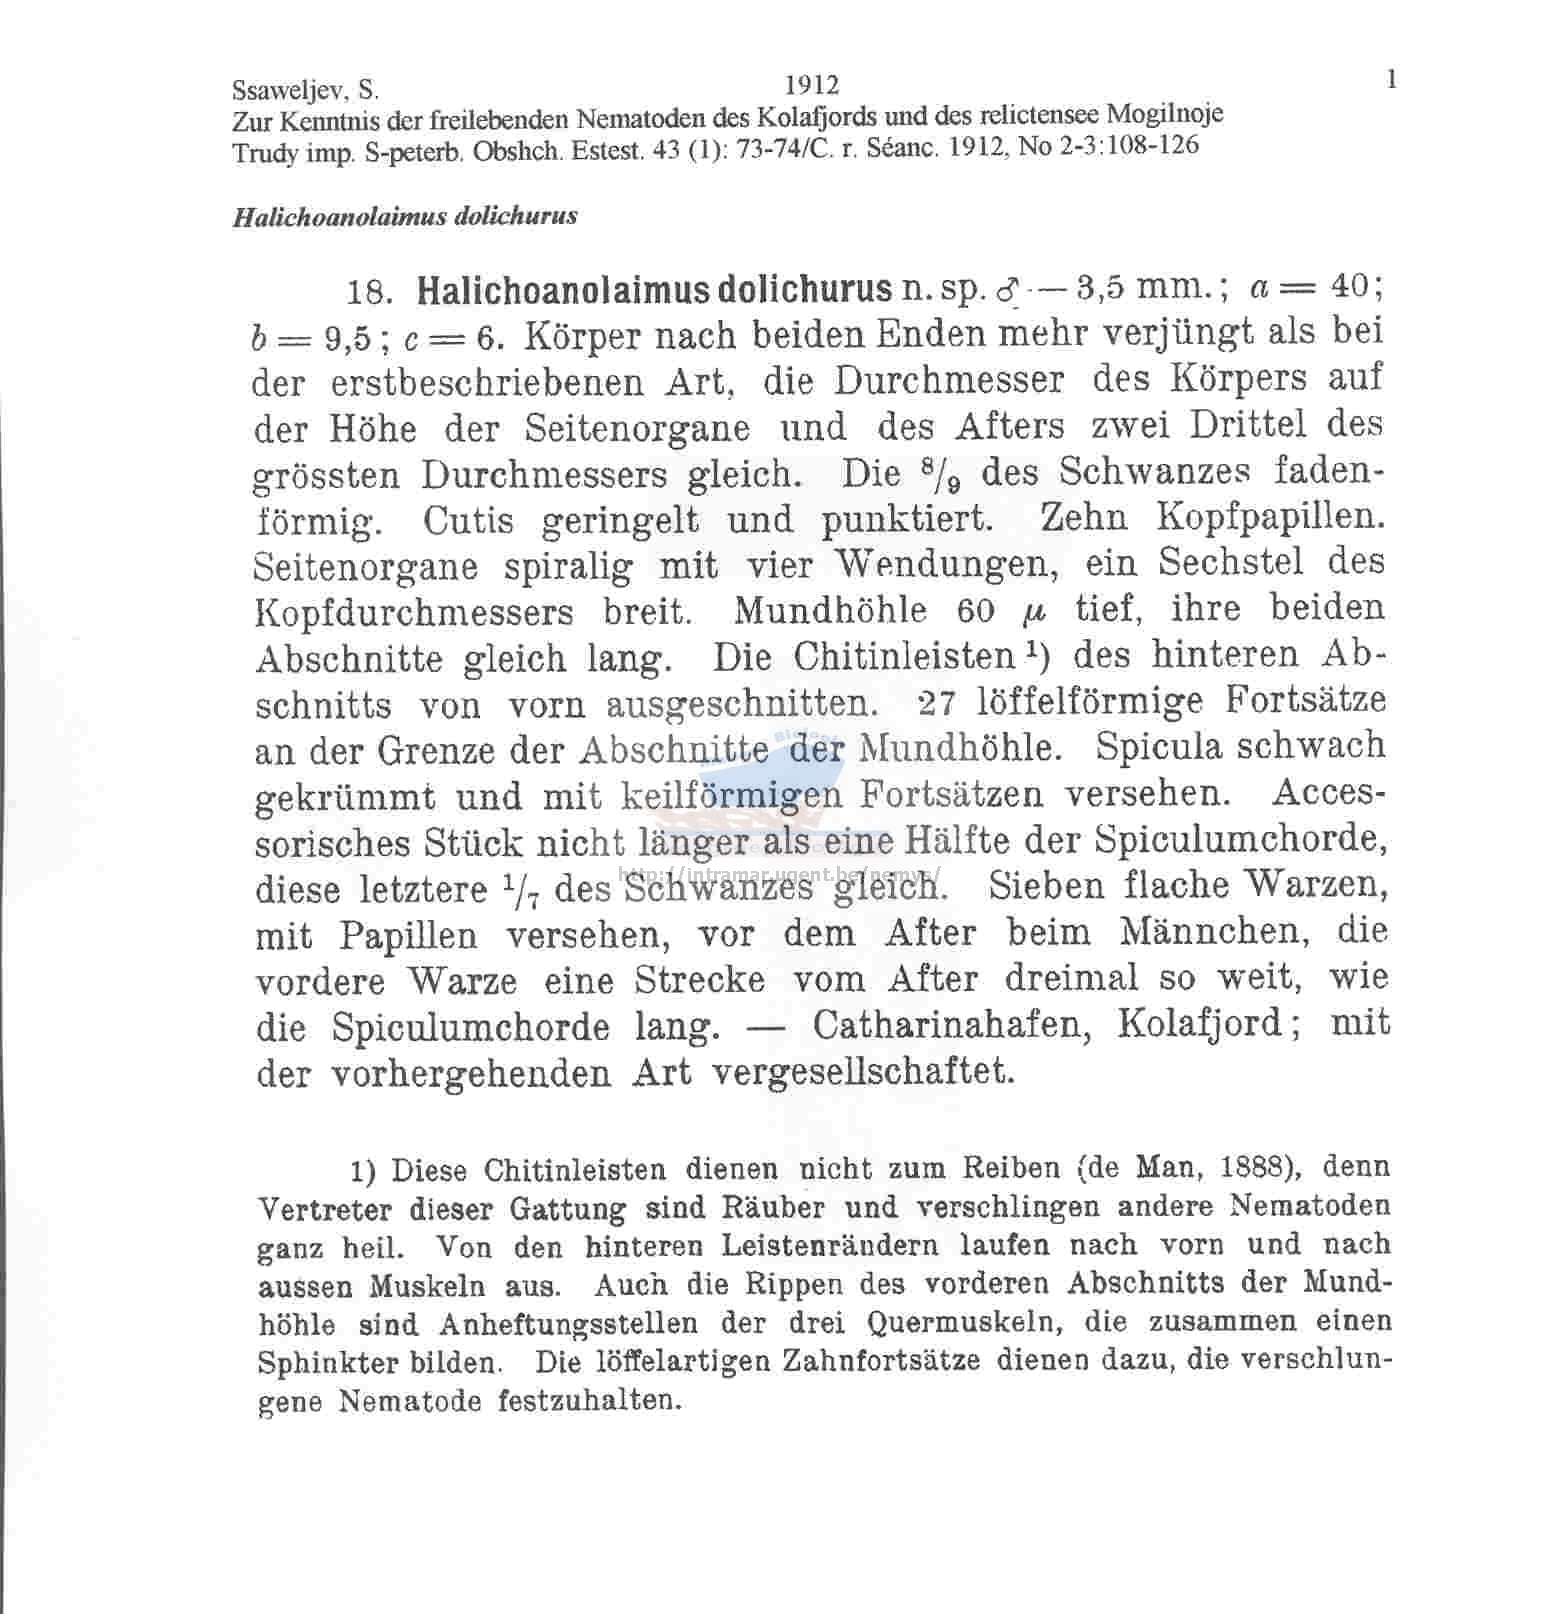 Ssaweljev, S. 1912 1
Zur Kenntnis der freilebenden Nematoden des Kolafjords und des relictensee Mogilnoje
Trudy imp. S-peterb. Obshch. Estest. 43 (1): 73-74/C. r. Séanc. 1912, No 2-3:108-126
Halichoanolaimus dolichurus
18. Halichoanolaimus dolichurus n. sp. ♂ — 3,5 mm.; a = 40;
b = 9,5; c = 6. Körper nach beiden Enden mehr verjüngt als bei
der erstbeschriebenen Art, die Durchmesser des Körpers auf
der Höhe der Seitenorgane und des Afters zwei Drittel des
grössten Durchmessers gleich. Die 8/9 des Schwanzes faden-
förmig. Cutis geringelt und punktiert. Zehn Kopfpapillen.
Seitenorgane spiralig mit vier Wendungen, ein Sechstel des
Kopfdurchmessers breit. Mundhöhle 60 μ tief, ihre beiden
Abschnitte gleich lang. Die Chitinleisten ¹) des hinteren Ab-
schnitts von vorn ausgeschnitten. 27 löffelförmige Fortsätze
an der Grenze der Abschnitte der Mundhöhle. Spicula schwach
gekrümmt und mit keilförmigen Fortsätzen versehen. Acces-
sorisches Stück nicht länger als eine Hälfte der Spiculumchorde,
diese letztere 1/7 des Schwanzes gleich. Sieben flache Warzen,
http://intramar.ugent.be/nemys/
mit Papillen versehen, vor dem After beim Männchen, die
vordere Warze eine Strecke vom After dreimal so weit, wie
die Spiculumchorde lang. — Catharinahafen, Kolafjord; mit
der vorhergehenden Art vergesellschaftet.
1) Diese Chitinleisten dienen nicht zum Reiben (de Man, 1888), denn
Vertreter dieser Gattung sind Räuber und verschlingen andere Nematoden
ganz heil. Von den hinteren Leistenrändern laufen nach vorn und nach
aussen Muskeln aus. Auch die Rippen des vorderen Abschnitts der Mund-
höhle sind Anheftungsstellen der drei Quermuskeln, die zusammen einen
Sphinkter bilden. Die löffelartigen Zahnfortsätze dienen dazu, die verschlun-
gene Nematode festzuhalten.